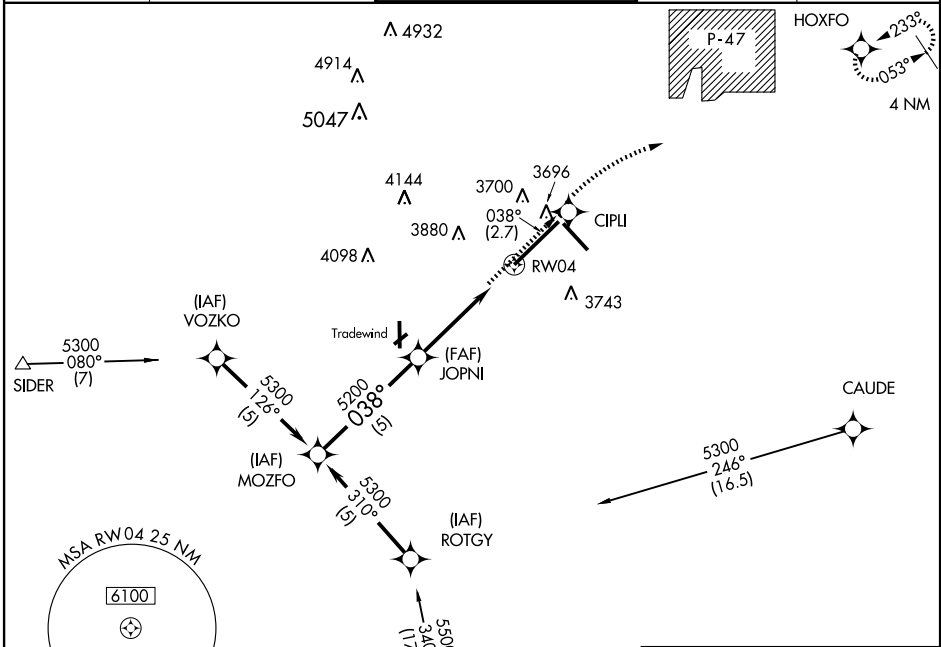 4932
4914
5047
P-47
HOXFO
233°
053°
4 NM
4144
3700
3696
038°
(2.7)
3880
CIPLI
4098
RW04
3743
(IAF)
VOZKO
Tradewind
5300
080°
(7)
SIDER
(FAF)
JOPNI
5300
126°
(5)
5200
038°
(5)
CAUDE
(IAF)
MOZFO
5300
246°
(16.5)
5300
310°
(5)
(IAF)
ROTGY
MSA RW04 25 NM
6100